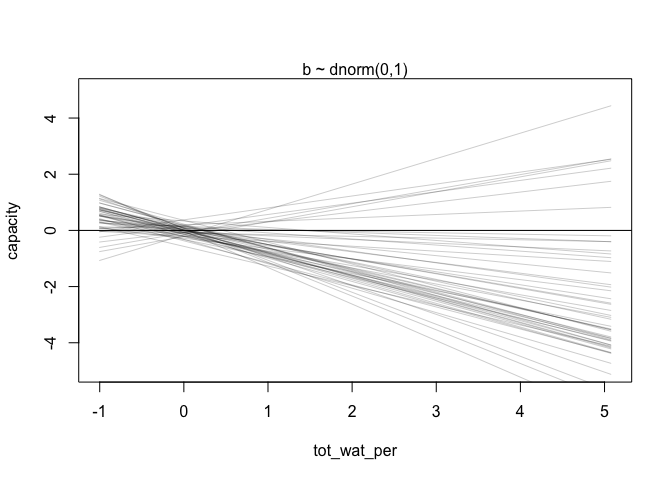 b ~ dnorm(0,1)
4
2
0
-2
-4
capacity
-1 0 1 2 3 4 5
tot_wat_per